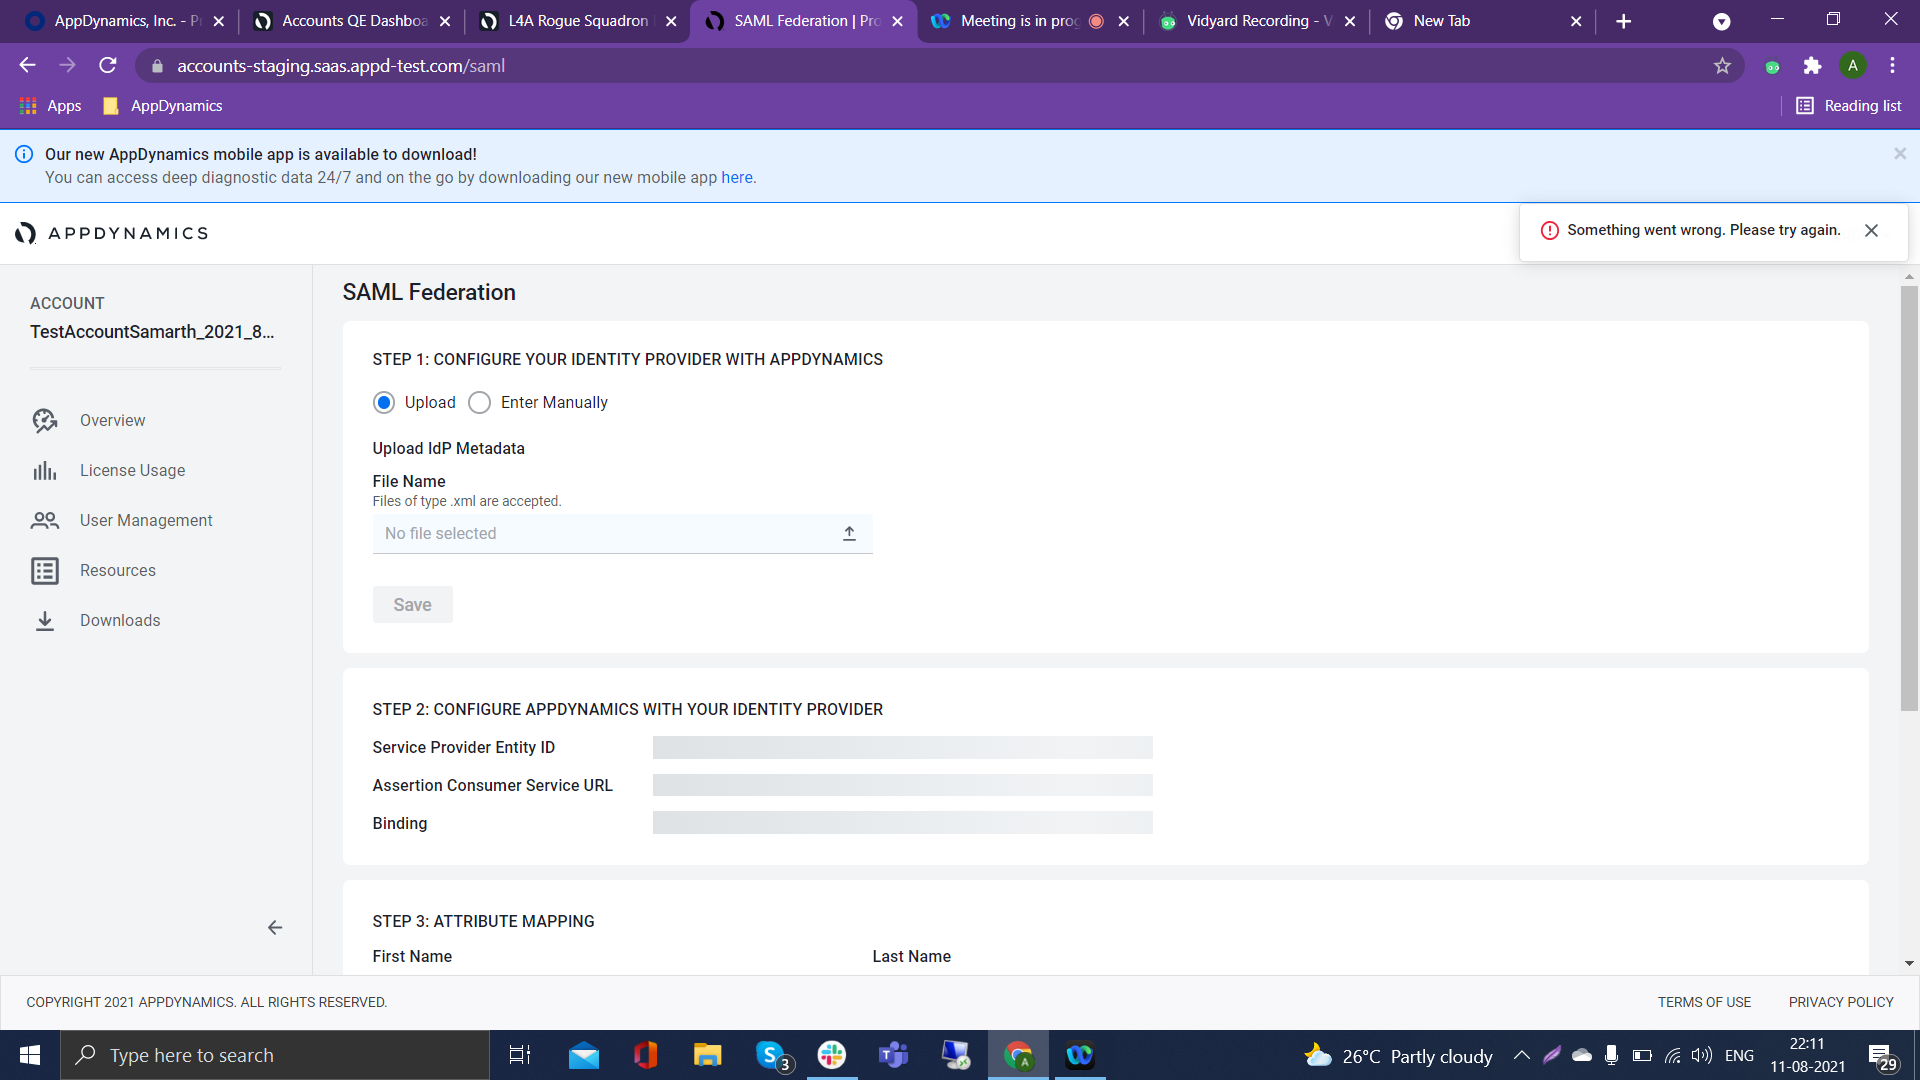 AppDynamics, Inc. - P
Accounts QE Dashboa
L4A Rogue Squadron
SAML Federation | Pro
Meeting is in prog
Vidyard Recording - V
New Tab
accounts-staging.saas.appd-test.com/saml
A
Apps
AppDynamics
Reading list
Our new AppDynamics mobile app is available to download!
You can access deep diagnostic data 24/7 and on the go by downloading our new mobile app here.
APPDYNAMICS
Something went wrong. Please try again.
ACCOUNT
TestAccountSamarth_2021_8...
Overview
License Usage
User Management
Resources
Downloads
SAML Federation
STEP 1: CONFIGURE YOUR IDENTITY PROVIDER WITH APPDYNAMICS
Upload
Enter Manually
Upload IdP Metadata
File Name
Files of type .xml are accepted.
No file selected
Save
STEP 2: CONFIGURE APPDYNAMICS WITH YOUR IDENTITY PROVIDER
Service Provider Entity ID
Assertion Consumer Service URL
Binding
STEP 3: ATTRIBUTE MAPPING
First Name
Last Name
COPYRIGHT 2021 APPDYNAMICS. ALL RIGHTS RESERVED.
TERMS OF USE
PRIVACY POLICY
Type here to search
3
26°C Partly cloudy
ENG
22:11
11-08-2021
29